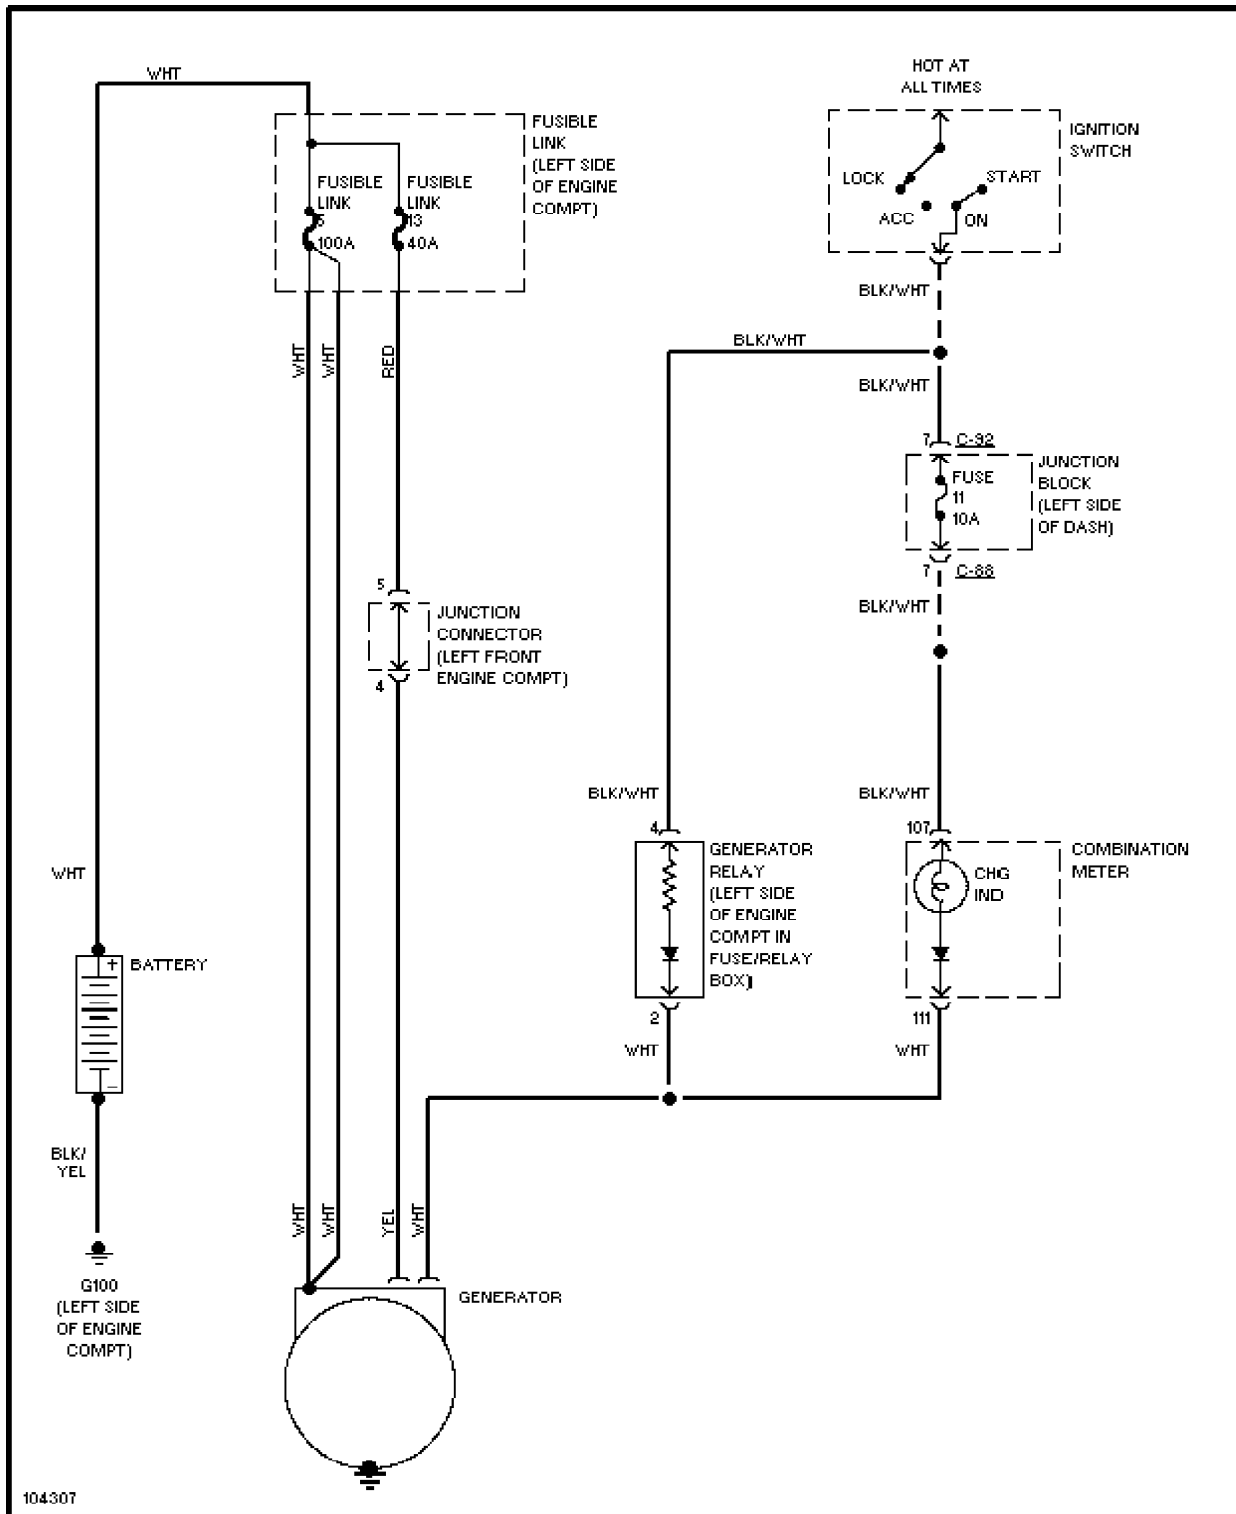 WHT
HOT AT
ALL TIMES
FUSIBLE
LINK
(LEFT SIDE
OF ENGINE
COMPT)
IGNITION
SWITCH
LOCK
START
ACC
ON
FUSIBLE
LINK
5
100A
FUSIBLE
LINK
13
40A
BLK/WHT
BLK/WHT
BLK/WHT
WHT
WHT
RED
7
C-92
FUSE
11
10A
JUNCTION
BLOCK
(LEFT SIDE
OF DASH)
7
C-88
BLK/WHT
5
JUNCTION
CONNECTOR
(LEFT FRONT
ENGINE COMPT)
4
BLK/WHT
BLK/WHT
4
107
GENERATOR
RELAY
(LEFT SIDE
OF ENGINE
COMPT IN
FUSE/RELAY
BOX)
CHG
IND
COMBINATION
METER
WHT
+
BATTERY
−
2
111
WHT
WHT
BLK/
YEL
WHT
WHT
YEL
WHT
G100
(LEFT SIDE
OF ENGINE
COMPT)
GENERATOR
104307